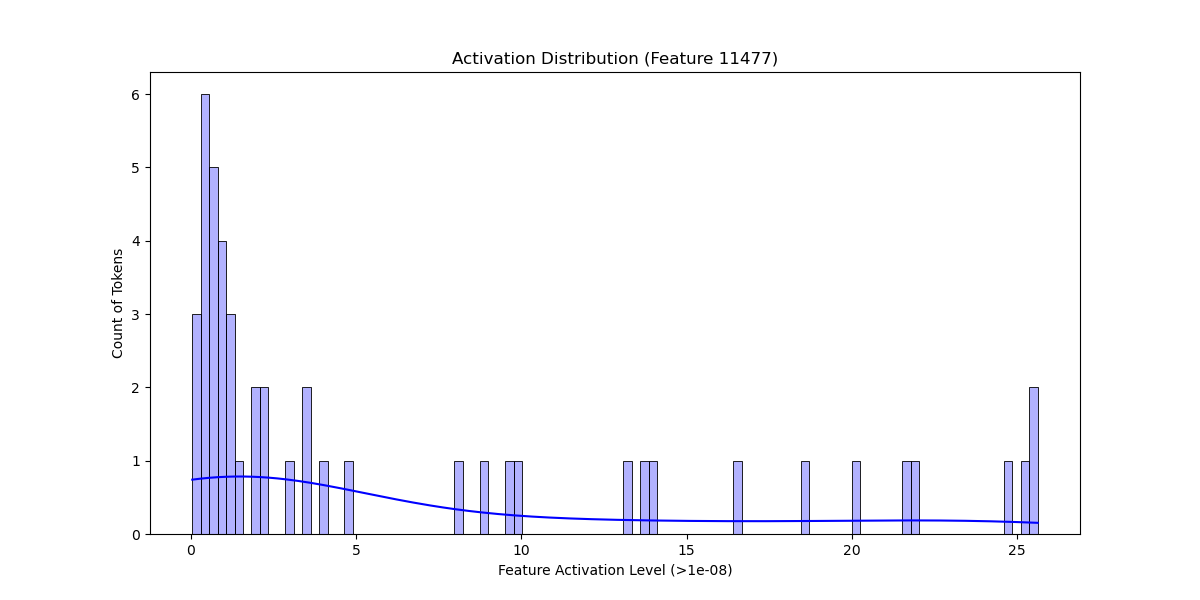 Activation Distribution (Feature 11477)
6
5
4
3
2
1
0
Count of Tokens
0 5 10 15 20 25
Feature Activation Level (>1e-08)